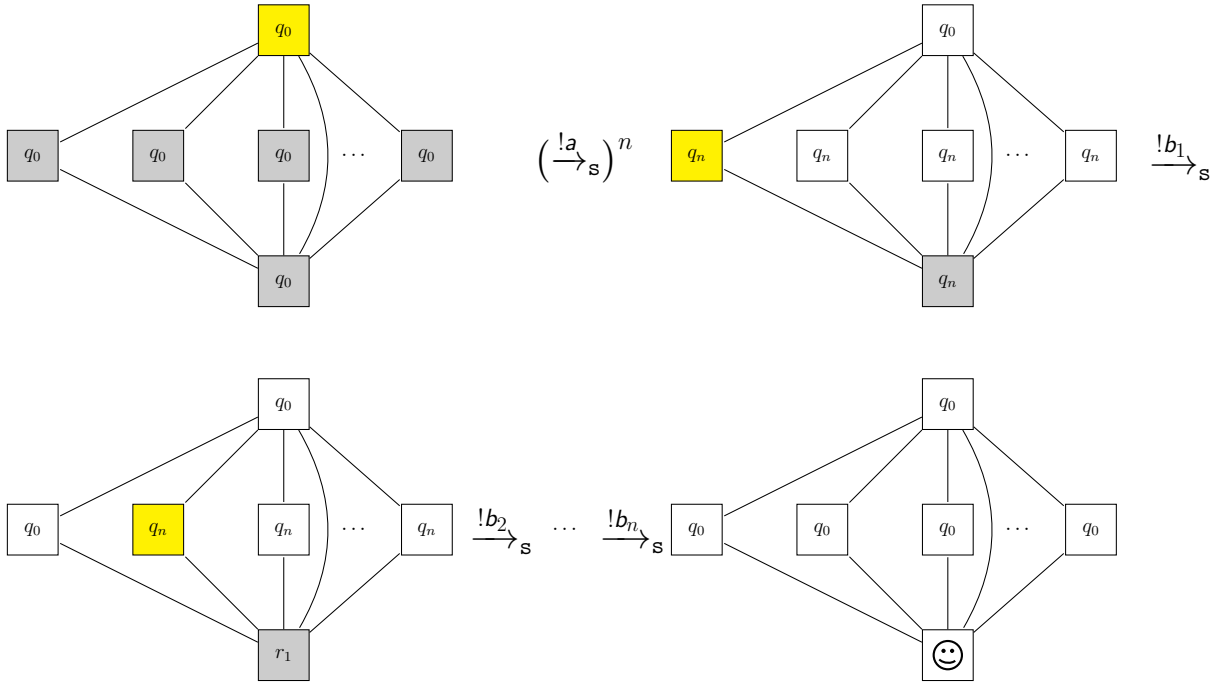 q₀ q₀
q₀ q₀ q₀ ⋯ q₀ (!a→ₛ)ⁿ qₙ qₙ qₙ ⋯ qₙ !b₁→ₛ
q₀ qₙ
q₀ q₀
q₀ qₙ qₙ ⋯ qₙ !b₂→ₛ ⋯ !bₙ→ₛ q₀ q₀ q₀ ⋯ q₀
r₁ ☺